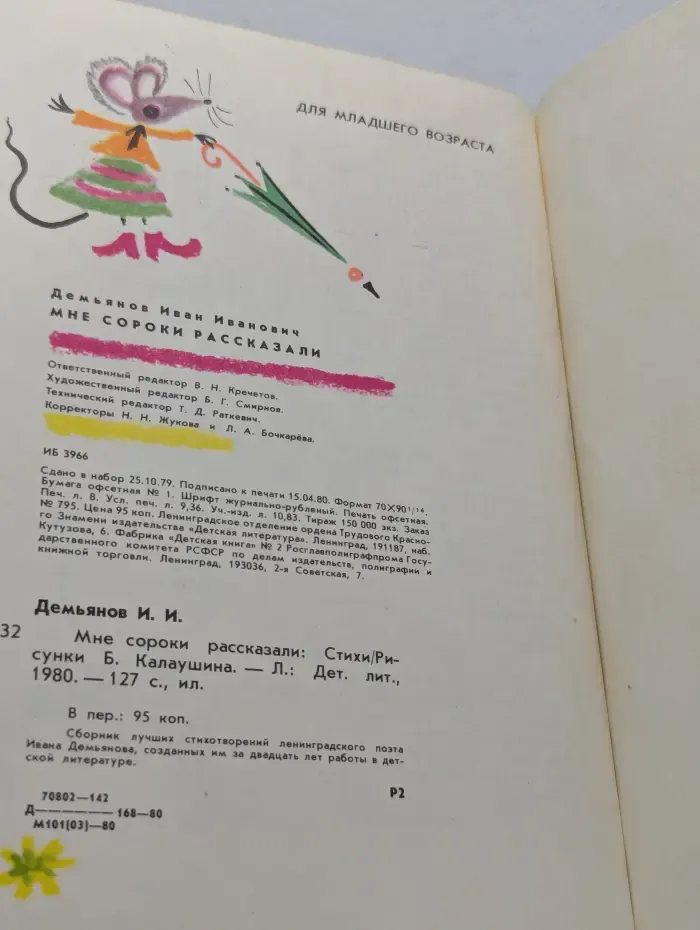 ДЛЯ МЛАДШЕГО ВОЗРАСТА
Демьянов Иван Иванович
МНЕ СОРОКИ РАССКАЗАЛИ
Ответственный редактор В. Н. Кречетов.
Художественный редактор Б. Г. Смирнов.
Технический редактор Т. Д. Раткевич.
Корректоры Н. Н. Жукова и Л. А. Бочкарёва.
ИБ 3966
Сдано в набор 25.10.79. Подписано к печати 15.04.80. Формат 70×90¹/₁₆.
Бумага офсетная № 1. Шрифт журнально-рубленый. Печать офсетная.
Печ. л. 8. Усл. печ. л. 9,36. Уч.-изд. л. 10,83. Тираж 150 000 экз. Заказ
№ 795. Цена 95 коп. Ленинградское отделение ордена Трудового Красно-
го Знамени издательства «Детская литература». Ленинград, 191187, наб.
Кутузова, 6. Фабрика «Детская книга» № 2 Росглавполиграфпрома Госу-
дарственного комитета РСФСР по делам издательств, полиграфии и
книжной торговли. Ленинград, 193036, 2-я Советская, 7.
Демьянов И. И.
32 Мне сороки рассказали: Стихи/Ри-
сунки Б. Калаушина. — Л.: Дет. лит.,
1980. — 127 с., ил.
В пер.: 95 коп.
Сборник лучших стихотворений ленинградского поэта
Ивана Демьянова, созданных им за двадцать лет работы в дет-
ской литературе.
70802—142
Д————168—80
М101(03)—80
Р2